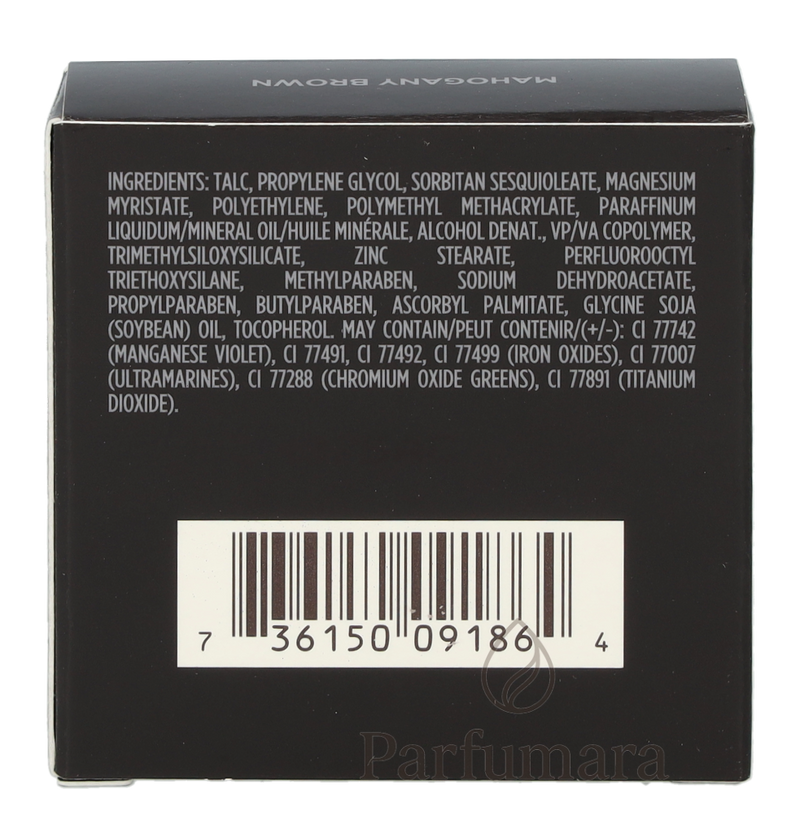 MAHOGANY BROWN
INGREDIENTS: TALC, PROPYLENE GLYCOL, SORBITAN SESQUIOLEATE, MAGNESIUM
MYRISTATE, POLYETHYLENE, POLYMETHYL METHACRYLATE, PARAFFINUM
LIQUIDUM/MINERAL OIL/HUILE MINÉRALE, ALCOHOL DENAT., VP/VA COPOLYMER,
TRIMETHYLSILOXYSILICATE, ZINC STEARATE, PERFLUOROOCTYL
TRIETHOXYSILANE, METHYLPARABEN, SODIUM DEHYDROACETATE,
PROPYLPARABEN, BUTYLPARABEN, ASCORBYL PALMITATE, GLYCINE SOJA
(SOYBEAN) OIL, TOCOPHEROL. MAY CONTAIN/PEUT CONTENIR/(+/-): CI 77742
(MANGANESE VIOLET), CI 77491, CI 77492, CI 77499 (IRON OXIDES), CI 77007
(ULTRAMARINES), CI 77288 (CHROMIUM OXIDE GREENS), CI 77891 (TITANIUM
DIOXIDE).
7 36150 09186 4
Parfumara